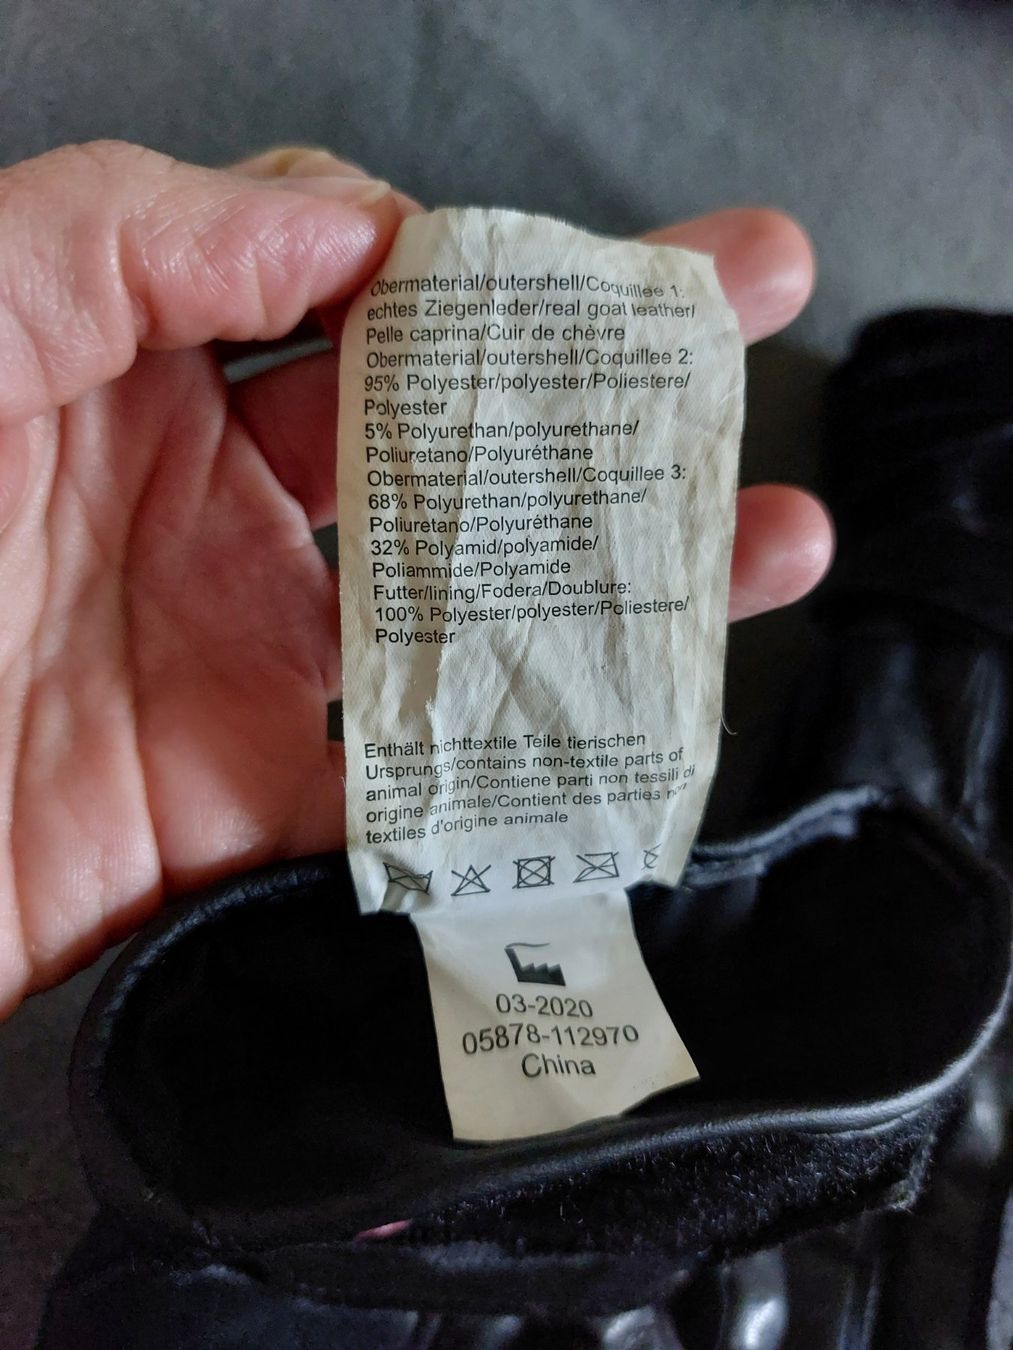 Obermaterial/outershell/Coquillee 1:
echtes Ziegenleder/real goat leather/
Pelle caprina/Cuir de chèvre
Obermaterial/outershell/Coquillee 2:
95% Polyester/polyester/Poliestere/
Polyester
5% Polyurethan/polyurethane/
Poliuretano/Polyuréthane
Obermaterial/outershell/Coquillee 3:
68% Polyurethan/polyurethane/
Poliuretano/Polyuréthane
32% Polyamid/polyamide/
Poliammide/Polyamide
Futter/lining/Fodera/Doublure:
100% Polyester/polyester/Poliestere/
Polyester
Enthält nichttextile Teile tierischen
Ursprungs/contains non-textile parts of
animal origin/Contiene parti non tessili di
origine animale/Contient des parties non
textiles d'origine animale
03-2020
05878-112970
China